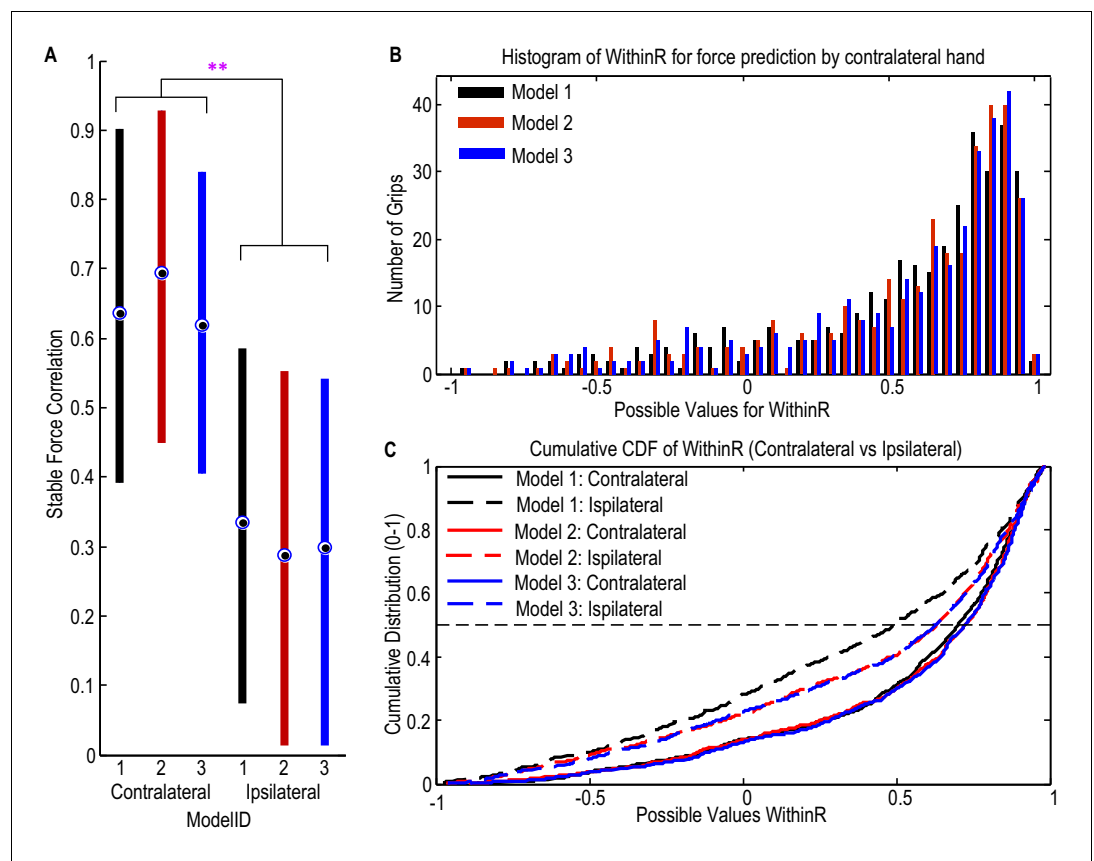 A
1
0.9
0.8
0.7
0.6
0.5
0.4
0.3
0.2
0.1
0
Stable Force Correlation
**
1 2 3 1 2 3
Contralateral Ipsilateral
ModelID
B
Histogram of WithinR for force prediction by contralateral hand
Model 1
Model 2
Model 3
40
30
20
10
0
Number of Grips
-1 -0.5 0 0.5 1
Possible Values for WithinR
C
Cumulative CDF of WithinR (Contralateral vs Ipsilateral)
Model 1: Contralateral
Model 1: Ispilateral
Model 2: Contralateral
Model 2: Ispilateral
Model 3: Contralateral
Model 3: Ispilateral
1
0.8
0.6
0.4
0.2
0
Cumulative Distribution (0-1)
-1 -0.5 0 0.5 1
Possible Values WithinR